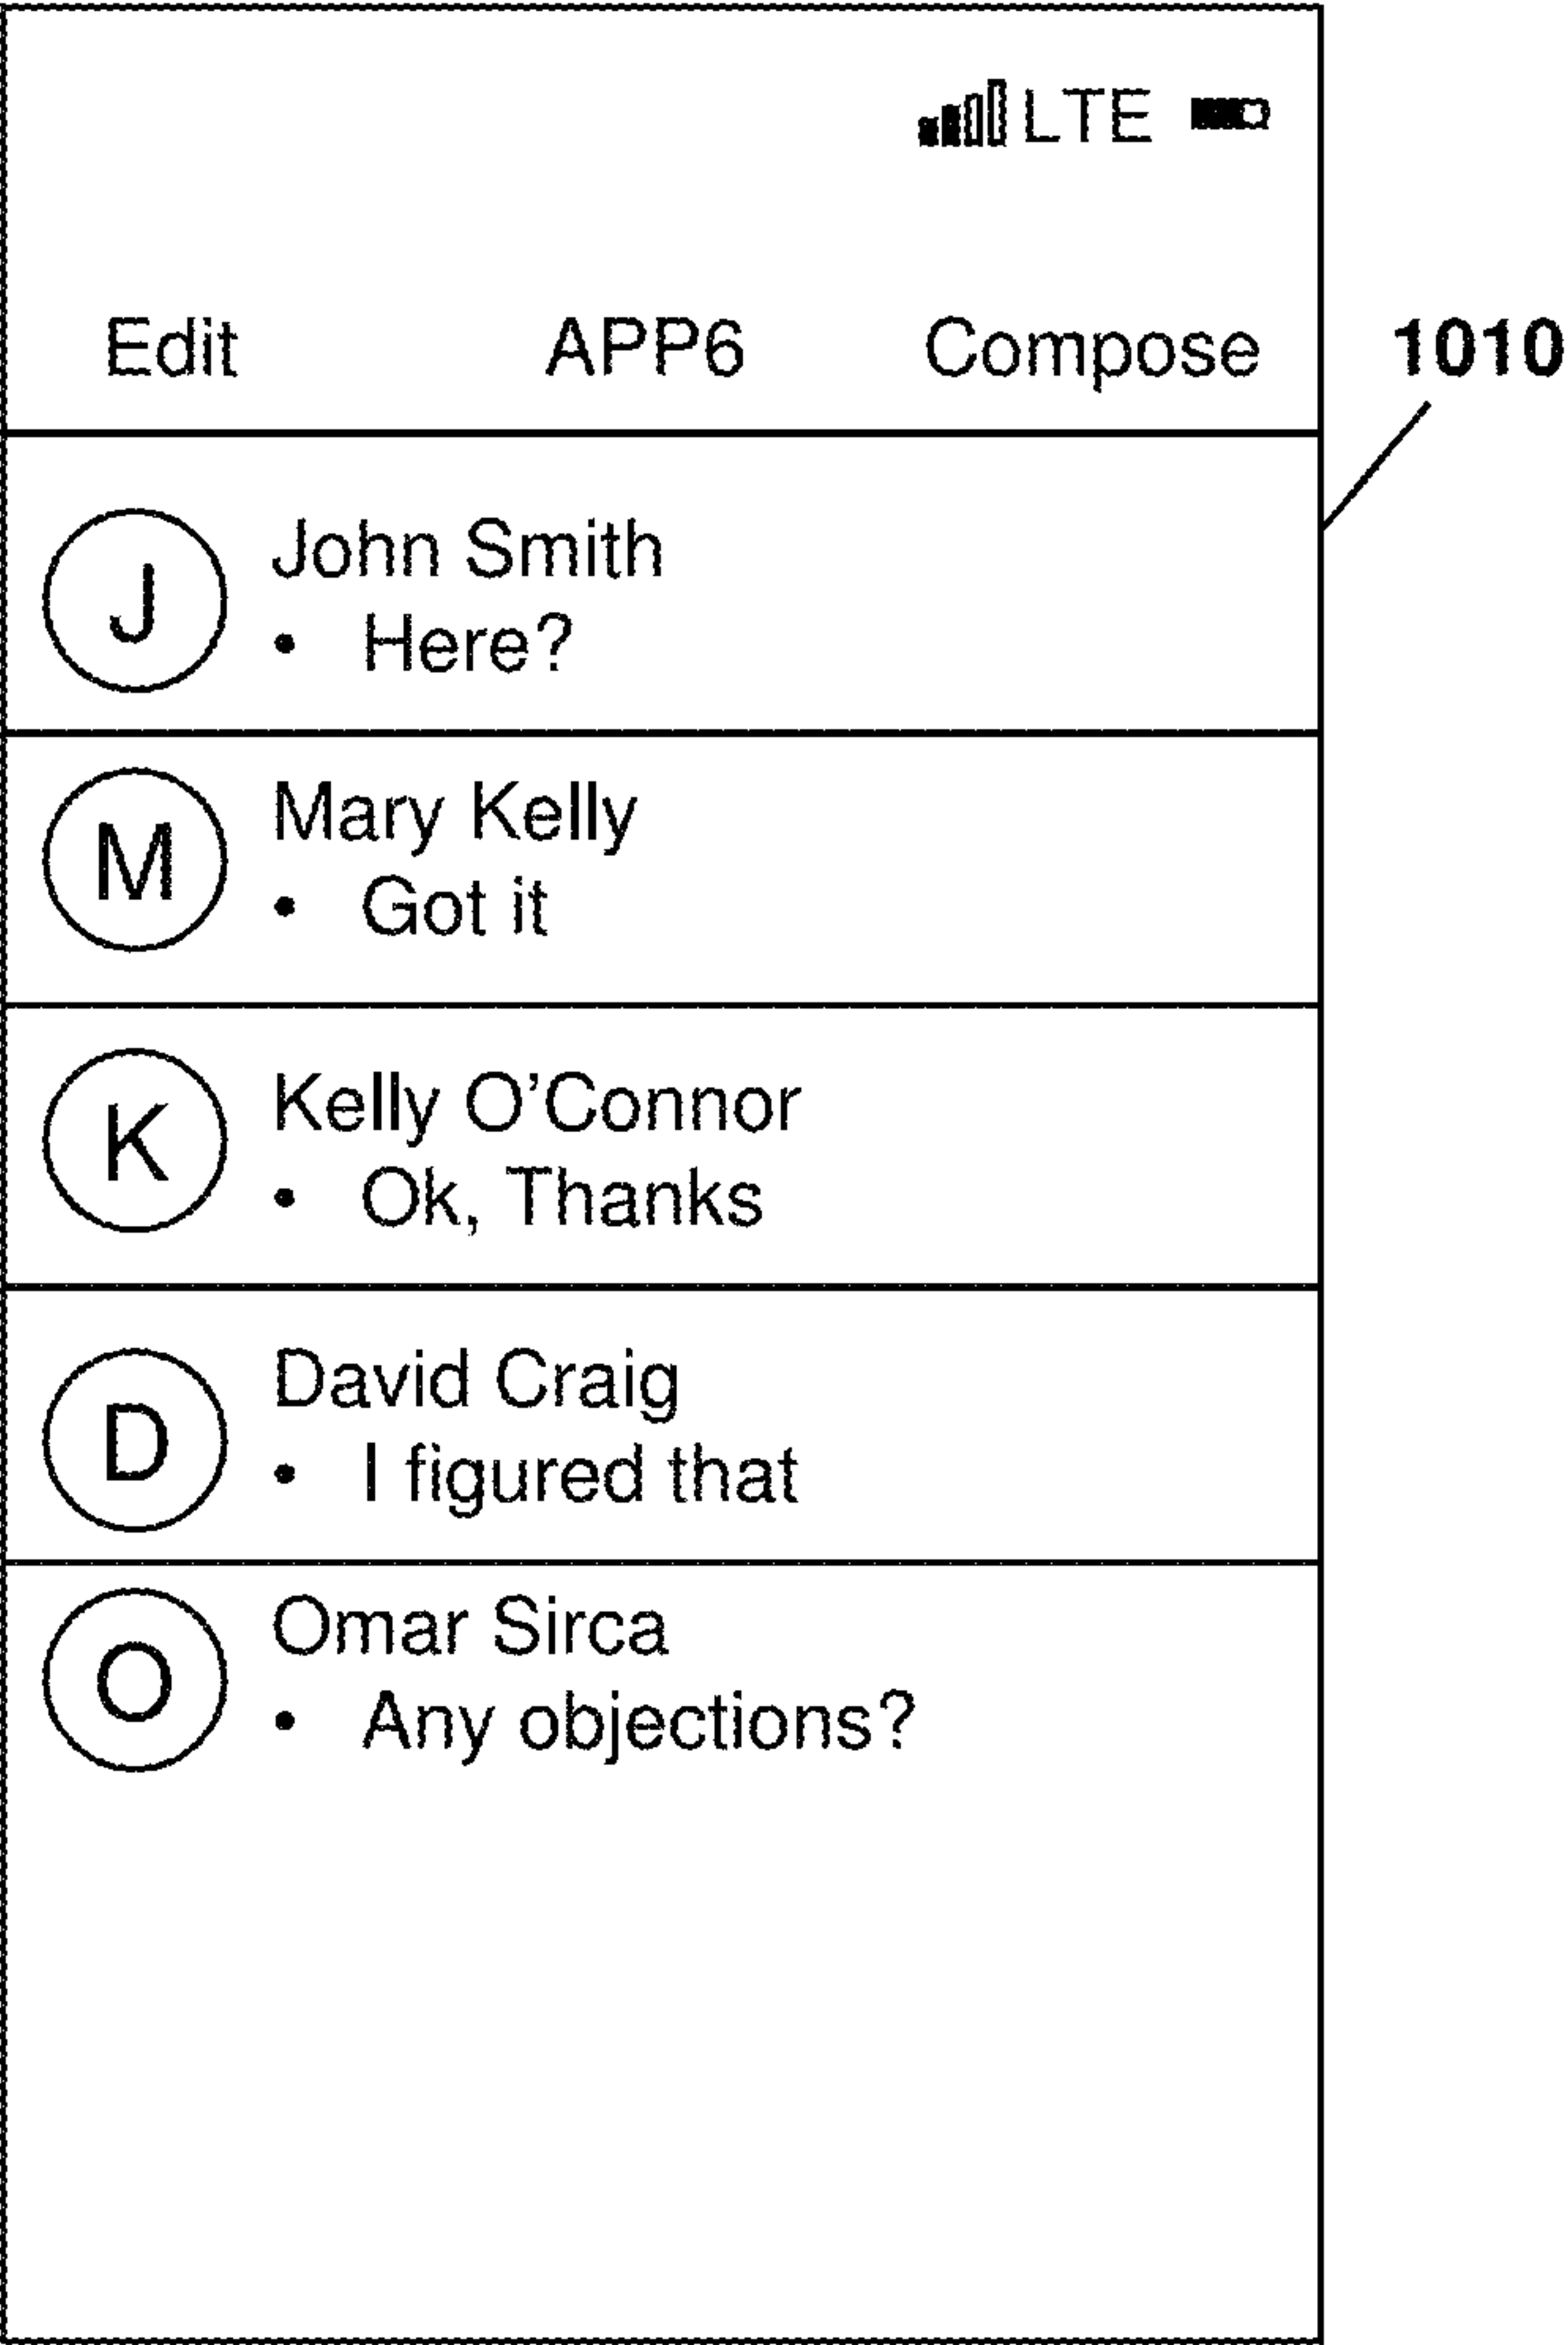 LTE
Edit APP6 Compose 1010
J John Smith
• Here?
M Mary Kelly
• Got it
K Kelly O’Connor
• Ok, Thanks
D David Craig
• I figured that
O Omar Sirca
• Any objections?